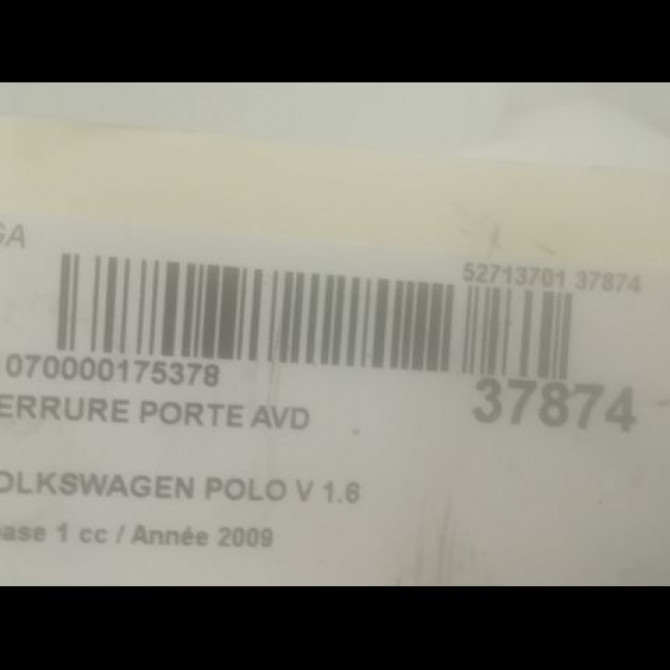 GA
52713701 37874
070000175378
37874
ERRURE PORTE AVD
OLKSWAGEN POLO V 1.6
ase 1 cc / Année 2009